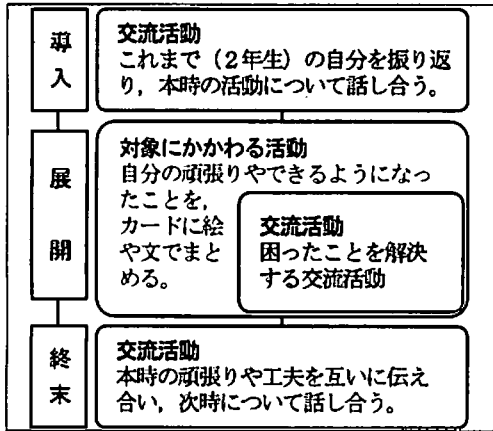 導入
交流活動
これまで（２年生）の自分を振り返
り，本時の活動について話し合う。
展開
対象にかかわる活動
自分の頑張りやできるようになっ
たことを，
カードに絵
や文でまと
める。
交流活動
困ったことを解決
する交流活動
終末
交流活動
本時の頑張りや工夫を互いに伝え
合い，次時について話し合う。